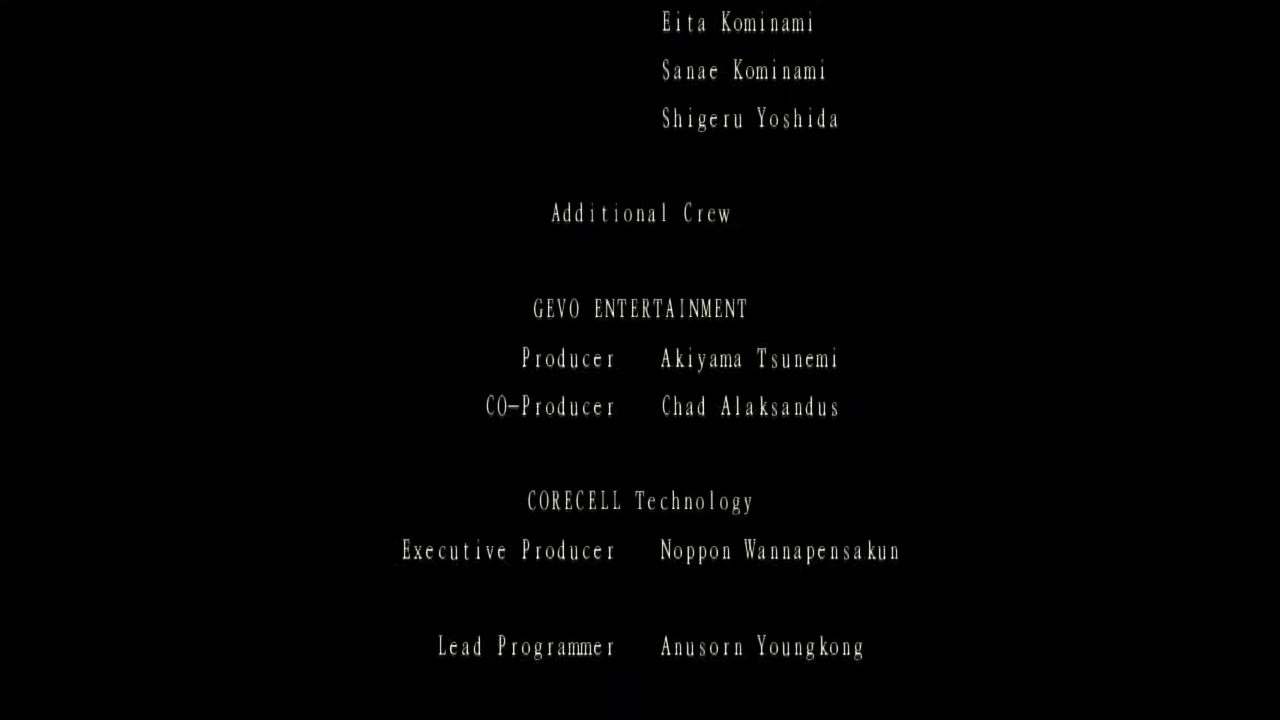 Eita Kominami
Sanae Kominami
Shigeru Yoshida
Additional Crew
GEVO ENTERTAINMENT
Producer Akiyama Tsunemi
CO-Producer Chad Alaksandus
CORECELL Technology
Executive Producer Noppon Wannapensakun
Lead Programmer Anusorn Youngkong